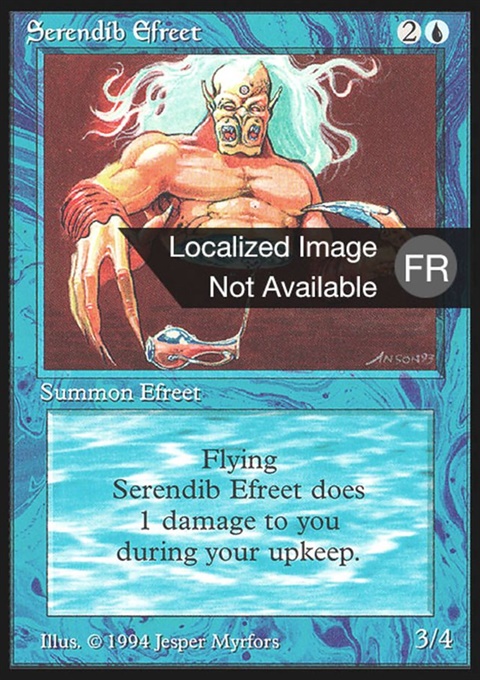 Serendib Efreet 2
Localized Image
Not Available
FR
ANSON93
Summon Efreet
Flying
Serendib Efreet does
1 damage to you
during your upkeep.
Illus. © 1994 Jesper Myrfors 3/4